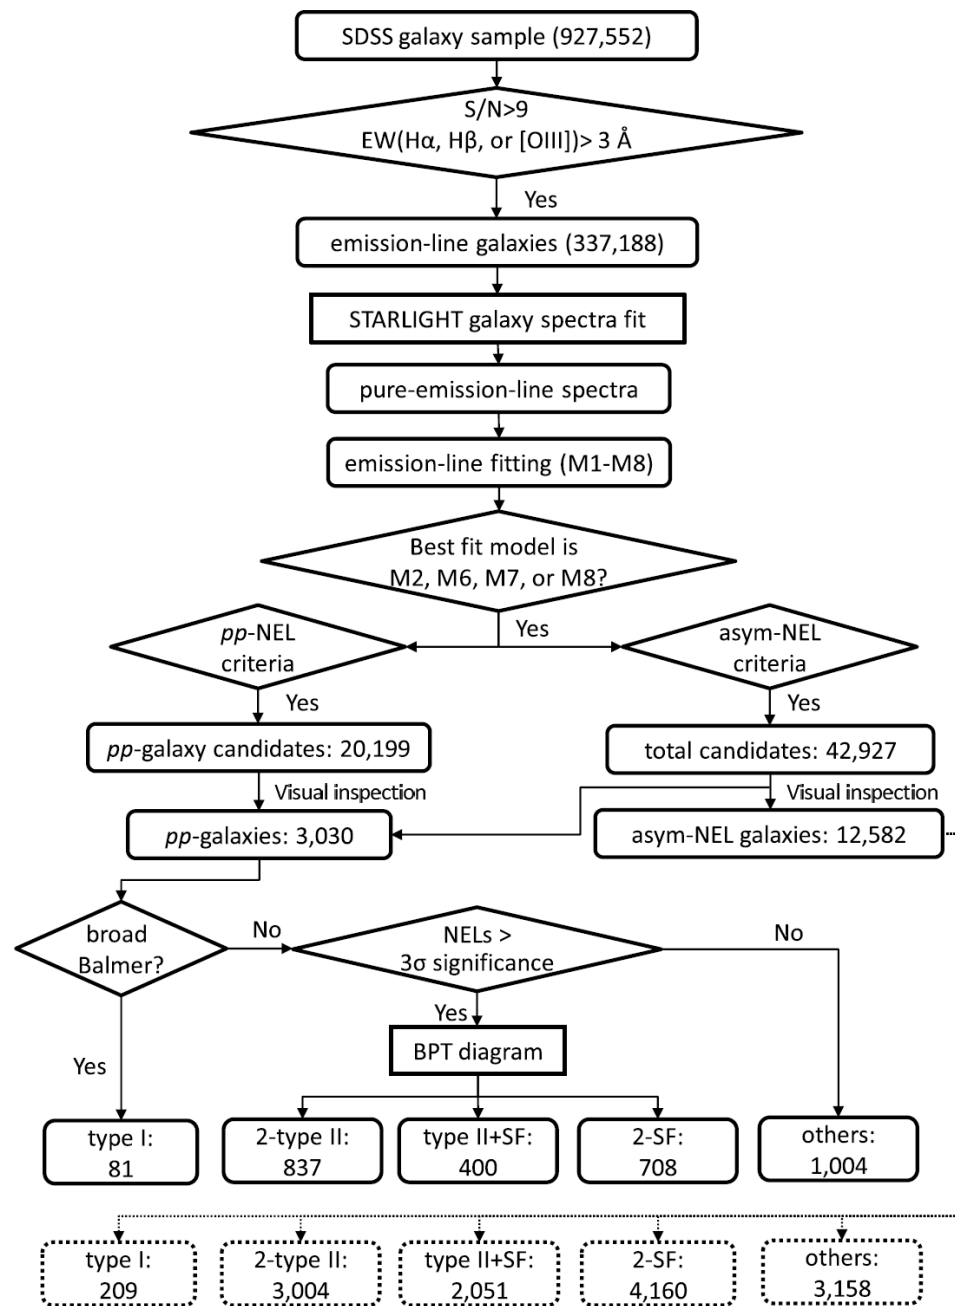 SDSS galaxy sample (927,552)
S/N>9
EW(Hα, Hβ, or [OIII])> 3 Å
Yes
emission-line galaxies (337,188)
STARLIGHT galaxy spectra fit
pure-emission-line spectra
emission-line fitting (M1-M8)
Best fit model is
M2, M6, M7, or M8?
Yes
pp-NEL
criteria
asym-NEL
criteria
Yes
Yes
pp-galaxy candidates: 20,199
total candidates: 42,927
Visual inspection
Visual inspection
pp-galaxies: 3,030
asym-NEL galaxies: 12,582
broad
Balmer?
No
NELs >
3σ significance
No
Yes
Yes
BPT diagram
type I:
81
2-type II:
837
type II+SF:
400
2-SF:
708
others:
1,004
type I:
209
2-type II:
3,004
type II+SF:
2,051
2-SF:
4,160
others:
3,158